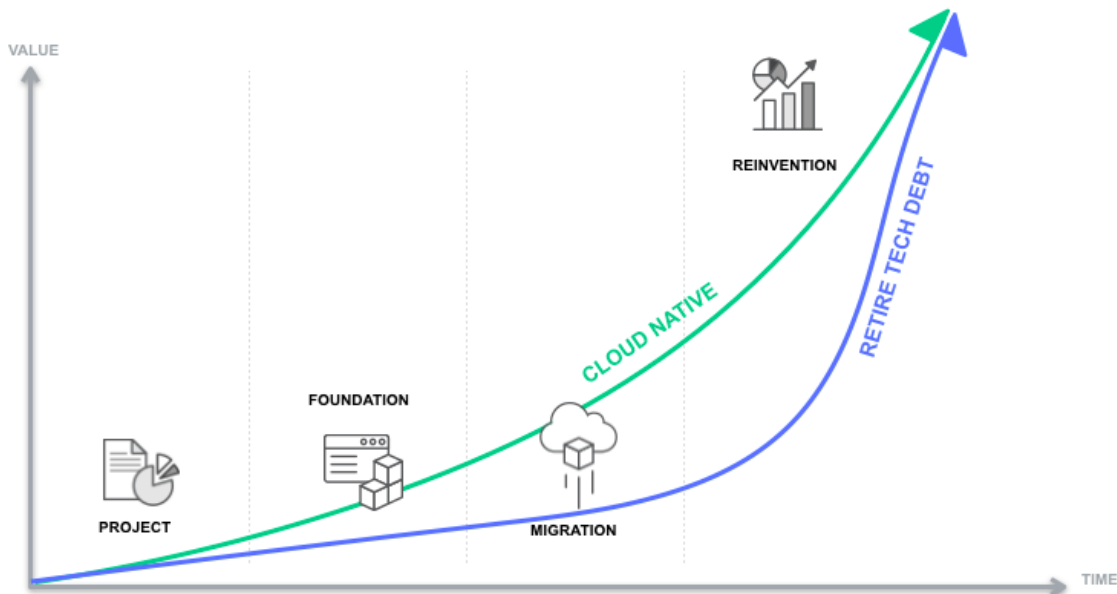 VALUE
REINVENTION
RETIRE TECH DEBT
CLOUD NATIVE
FOUNDATION
PROJECT
MIGRATION
TIME